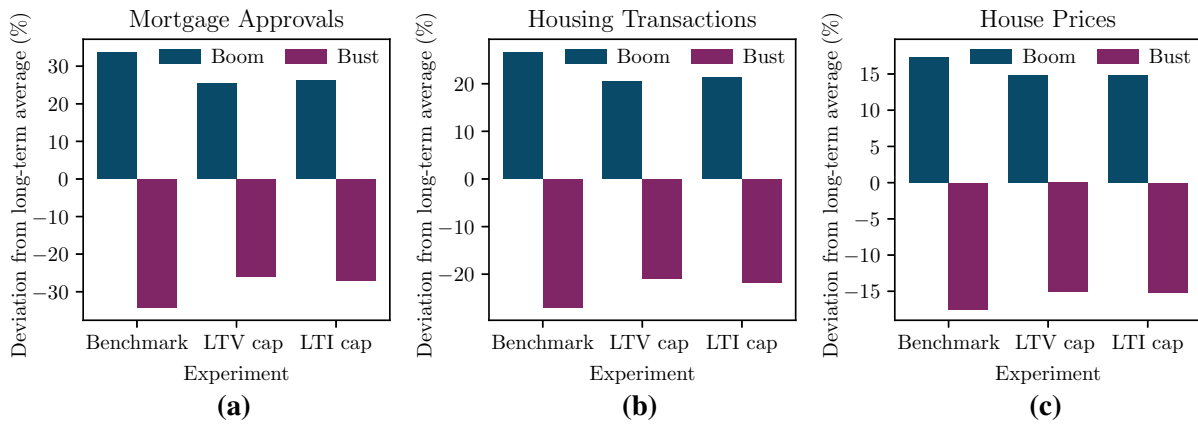 Mortgage Approvals
Deviation from long-term average (%)
Boom Bust
30
20
10
0
−10
−20
−30
Benchmark LTV cap LTI cap
Experiment
(a)
Housing Transactions
Deviation from long-term average (%)
Boom Bust
20
10
0
−10
−20
Benchmark LTV cap LTI cap
Experiment
(b)
House Prices
Deviation from long-term average (%)
Boom Bust
15
10
5
0
−5
−10
−15
Benchmark LTV cap LTI cap
Experiment
(c)